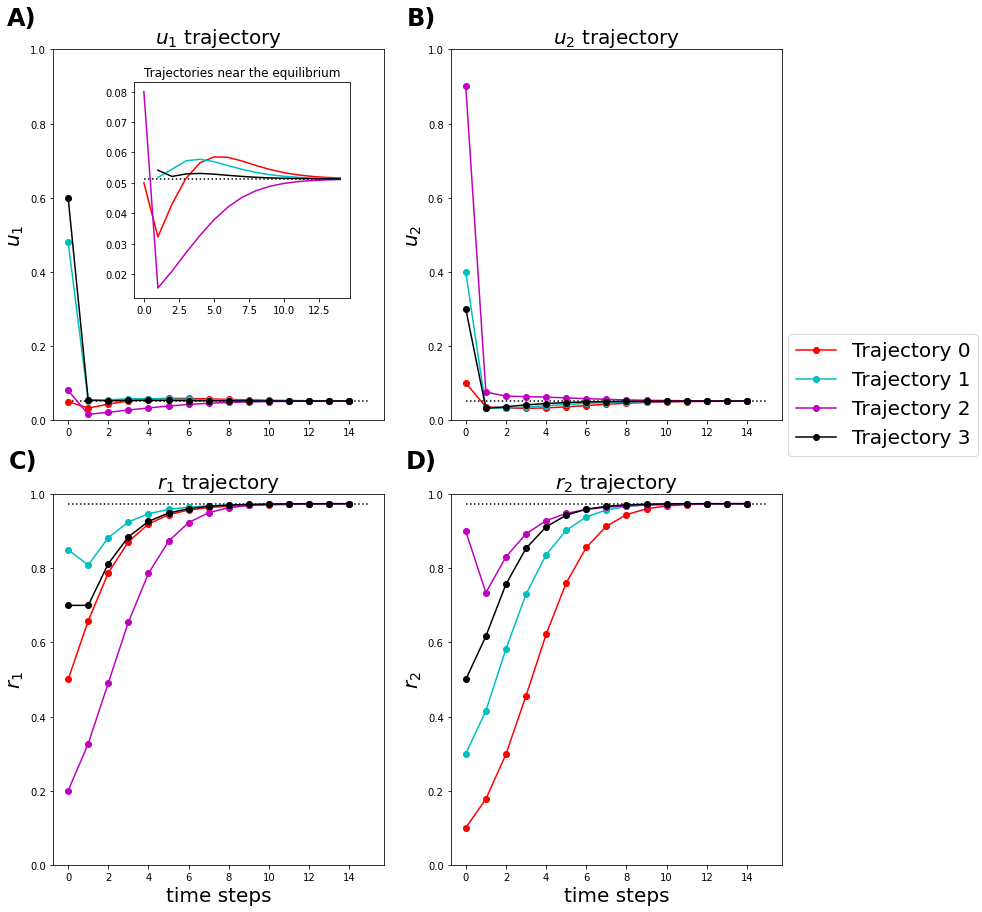 A)
u1 trajectory
u1
1.0
0.8
0.6
0.4
0.2
0.0
0 2 4 6 8 10 12 14
Trajectories near the equilibrium
0.08
0.07
0.06
0.05
0.04
0.03
0.02
0.0 2.5 5.0 7.5 10.0 12.5
B)
u2 trajectory
u2
1.0
0.8
0.6
0.4
0.2
0.0
0 2 4 6 8 10 12 14
Trajectory 0
Trajectory 1
Trajectory 2
Trajectory 3
C)
r1 trajectory
r1
1.0
0.8
0.6
0.4
0.2
0.0
0 2 4 6 8 10 12 14
time steps
D)
r2 trajectory
r2
1.0
0.8
0.6
0.4
0.2
0.0
0 2 4 6 8 10 12 14
time steps